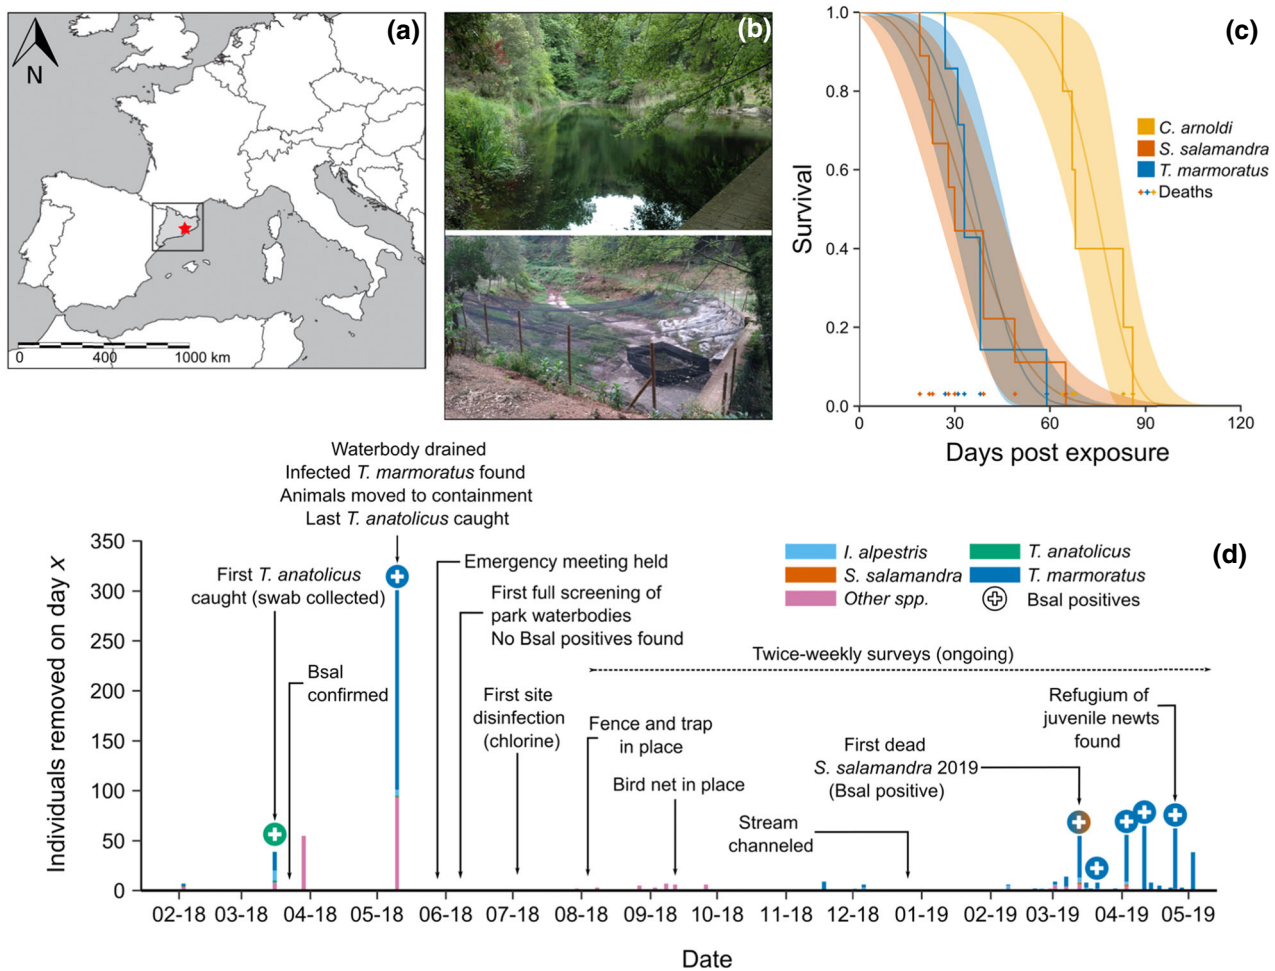 (a)
N
0 400 1000 km
(b)
(c)
Survival
1.0
0.8
0.6
0.4
0.2
0.0
0 30 60 90 120
Days post exposure
C. arnoldi
S. salamandra
T. marmoratus
Deaths
(d)
Waterbody drained
Infected T. marmoratus found
Animals moved to containment
Last T. anatolicus caught
First T. anatolicus
caught (swab collected)
Bsal
confirmed
Emergency meeting held
First full screening of
park waterbodies
No Bsal positives found
First site
disinfection
(chlorine)
Fence and trap
in place
Bird net in place
Stream
channeled
Twice-weekly surveys (ongoing)
First dead
S. salamandra 2019
(Bsal positive)
Refugium of
juvenile newts
found
I. alpestris
S. salamandra
Other spp.
T. anatolicus
T. marmoratus
Bsal positives
Individuals removed on day x
350
300
250
200
150
100
50
0
02-18 03-18 04-18 05-18 06-18 07-18 08-18 09-18 10-18 11-18 12-18 01-19 02-19 03-19 04-19 05-19
Date